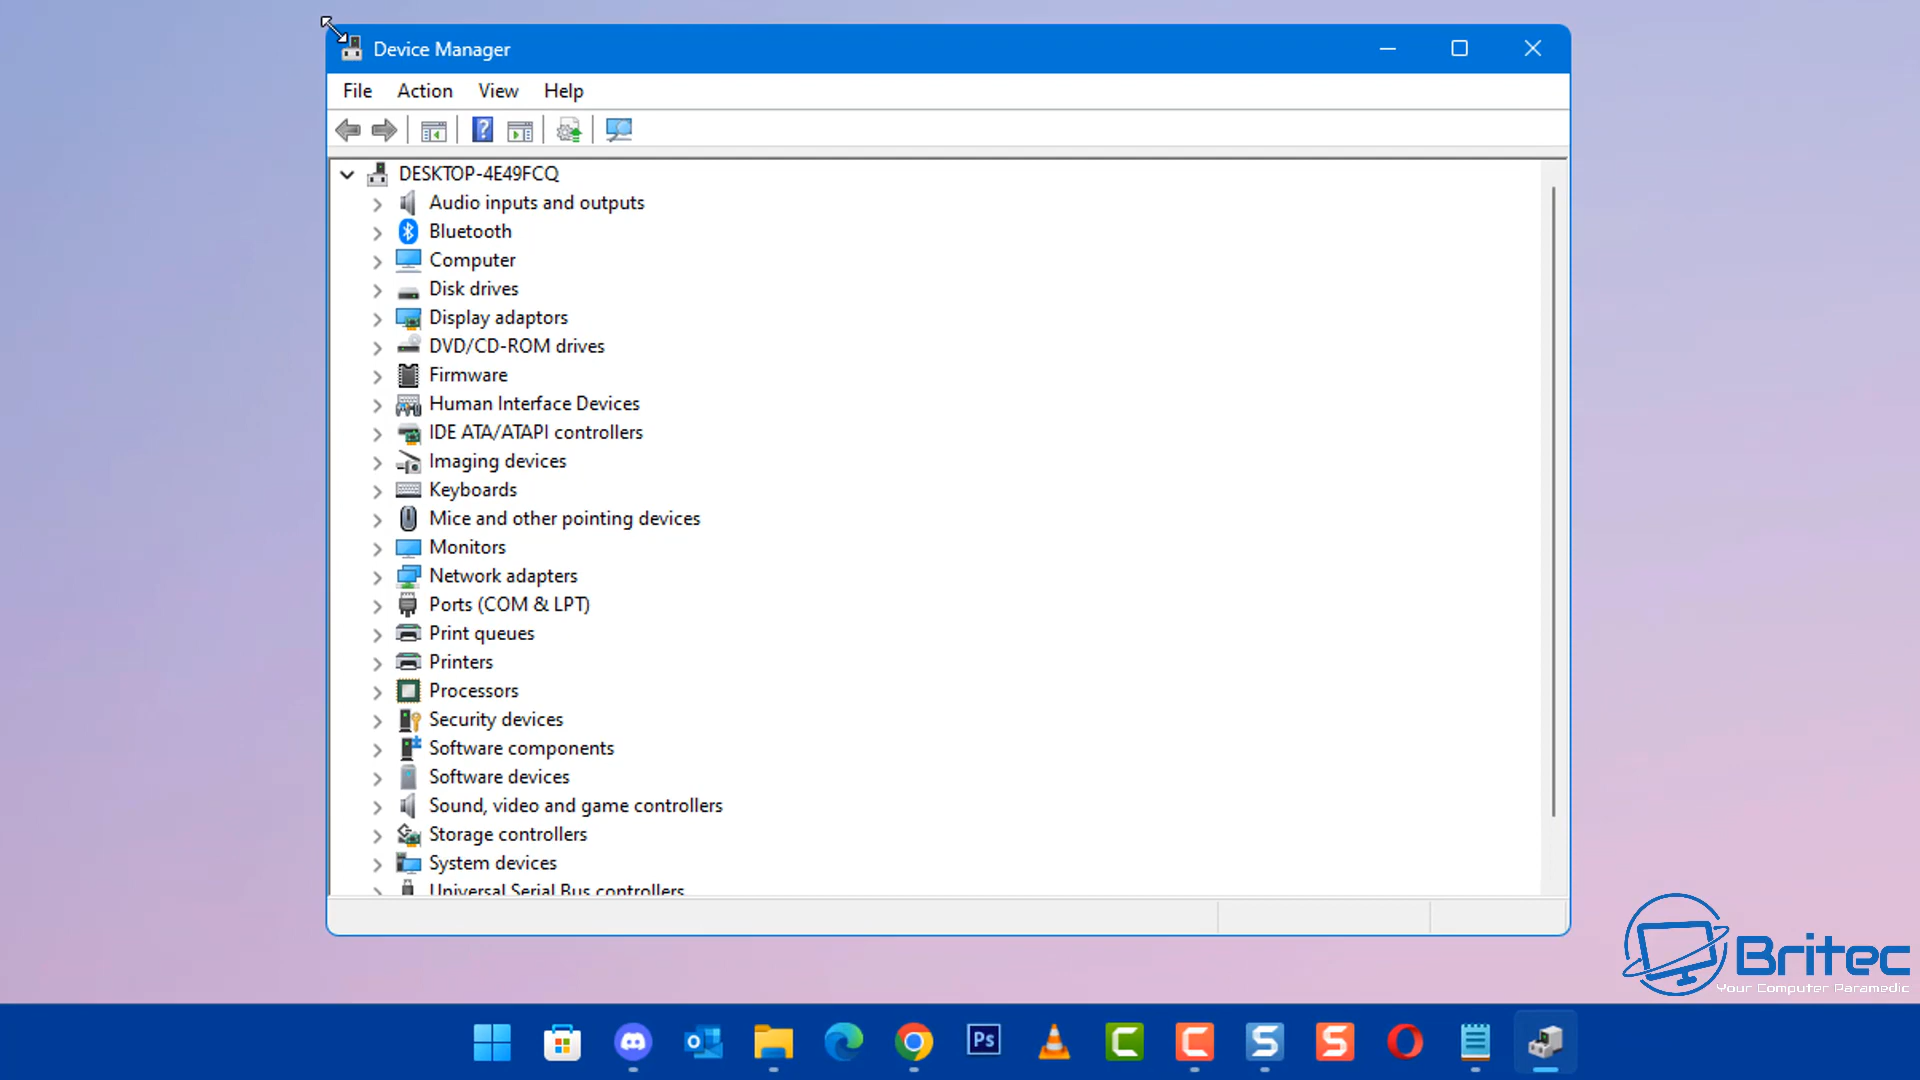 Device Manager
File Action View Help
DESKTOP-4E49FCQ
Audio inputs and outputs
Bluetooth
Computer
Disk drives
Display adaptors
DVD/CD-ROM drives
Firmware
Human Interface Devices
IDE ATA/ATAPI controllers
Imaging devices
Keyboards
Mice and other pointing devices
Monitors
Network adapters
Ports (COM & LPT)
Print queues
Printers
Processors
Security devices
Software components
Software devices
Sound, video and game controllers
Storage controllers
System devices
Universal Serial Bus controllers
Britec
Your Computer Paramedic
Ps